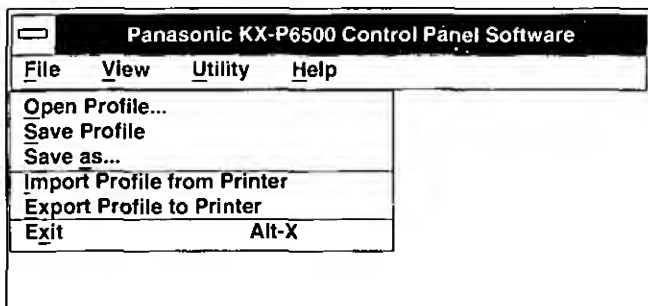 Panasonic KX-P6500 Control Panel Software
File View Utility Help
Open Profile...
Save Profile
Save as...
Import Profile from Printer
Export Profile to Printer
Exit Alt-X